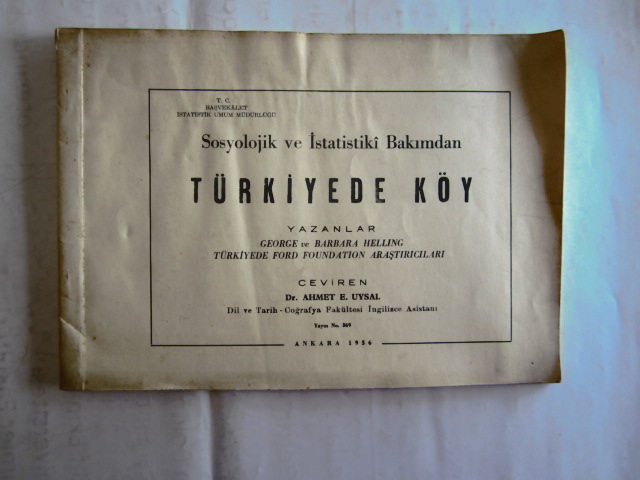 T. C.
BAŞVEKÂLET
İSTATİSTİK UMUM MÜDÜRLÜĞÜ
Sosyolojik ve İstatistikî Bakımdan
TÜRKİYEDE KÖY
YAZANLAR
GEORGE ve BARBARA HELLING
TÜRKİYEDE FORD FOUNDATION ARAŞTIRICILARI
ÇEVİREN
Dr. AHMET E. UYSAL
Dil ve Tarih - Coğrafya Fakültesi İngilizce Asistanı
Yayın No. 369
ANKARA 1956